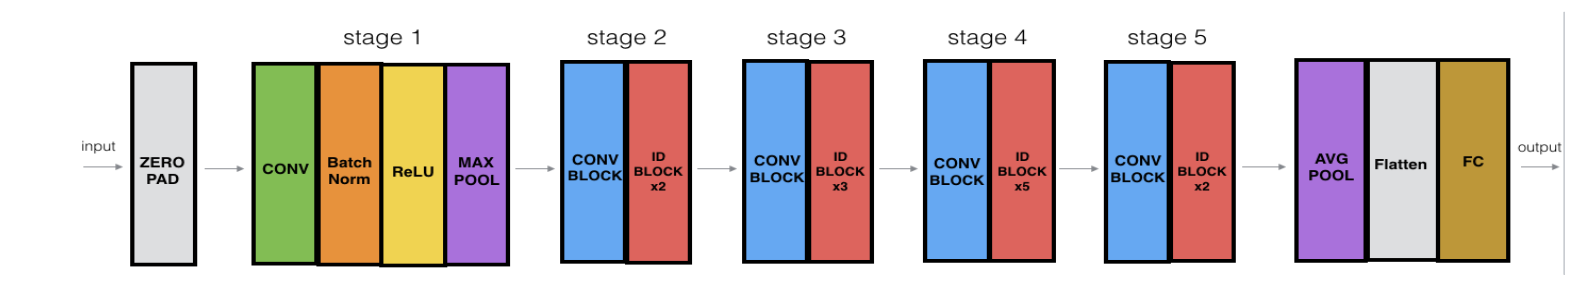 stage 1
stage 2
stage 3
stage 4
stage 5
input
ZERO
PAD
CONV
Batch
Norm
ReLU
MAX
POOL
CONV
BLOCK
ID
BLOCK
x2
CONV
BLOCK
ID
BLOCK
x3
CONV
BLOCK
ID
BLOCK
x5
CONV
BLOCK
ID
BLOCK
x2
AVG
POOL
Flatten
FC
output